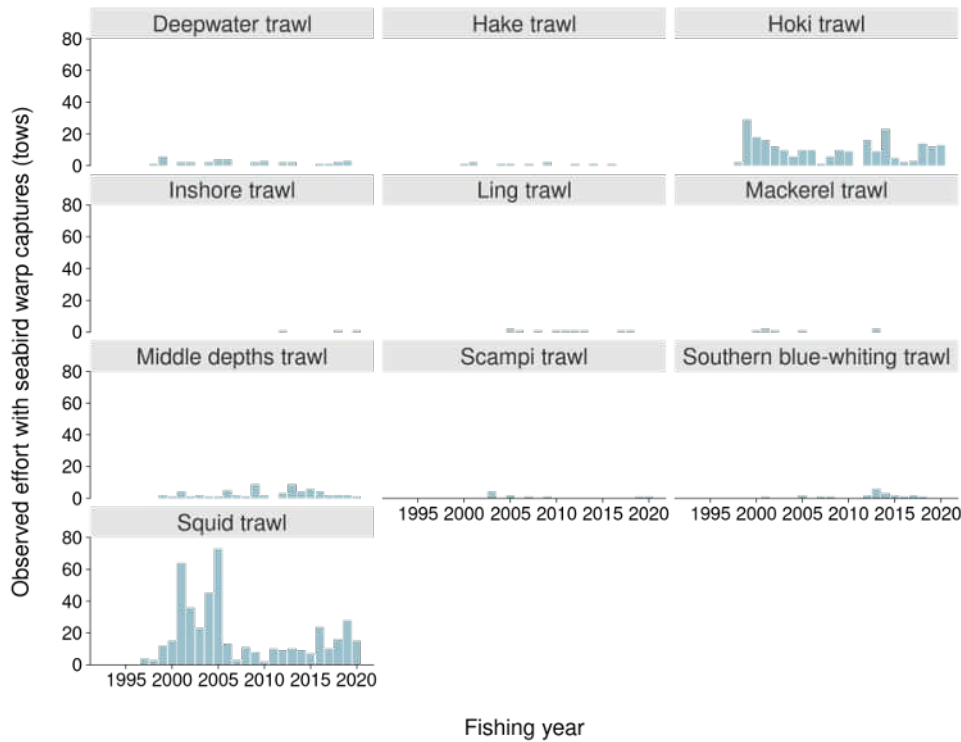 Deepwater trawl Hake trawl Hoki trawl
80
60
40
20
0
Inshore trawl Ling trawl Mackerel trawl
80
60
40
20
0
Middle depths trawl Scampi trawl Southern blue-whiting trawl
80
60
40
20
0
1995 2000 2005 2010 2015 2020 1995 2000 2005 2010 2015 2020
Squid trawl
80
60
40
20
0
1995 2000 2005 2010 2015 2020
Observed effort with seabird warp captures (tows)
Fishing year